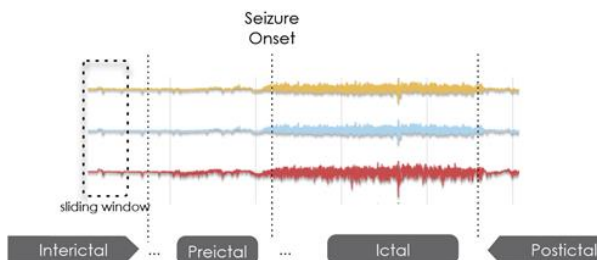 Seizure
Onset
sliding window
Interictal ... Preictal ... Ictal Postictal